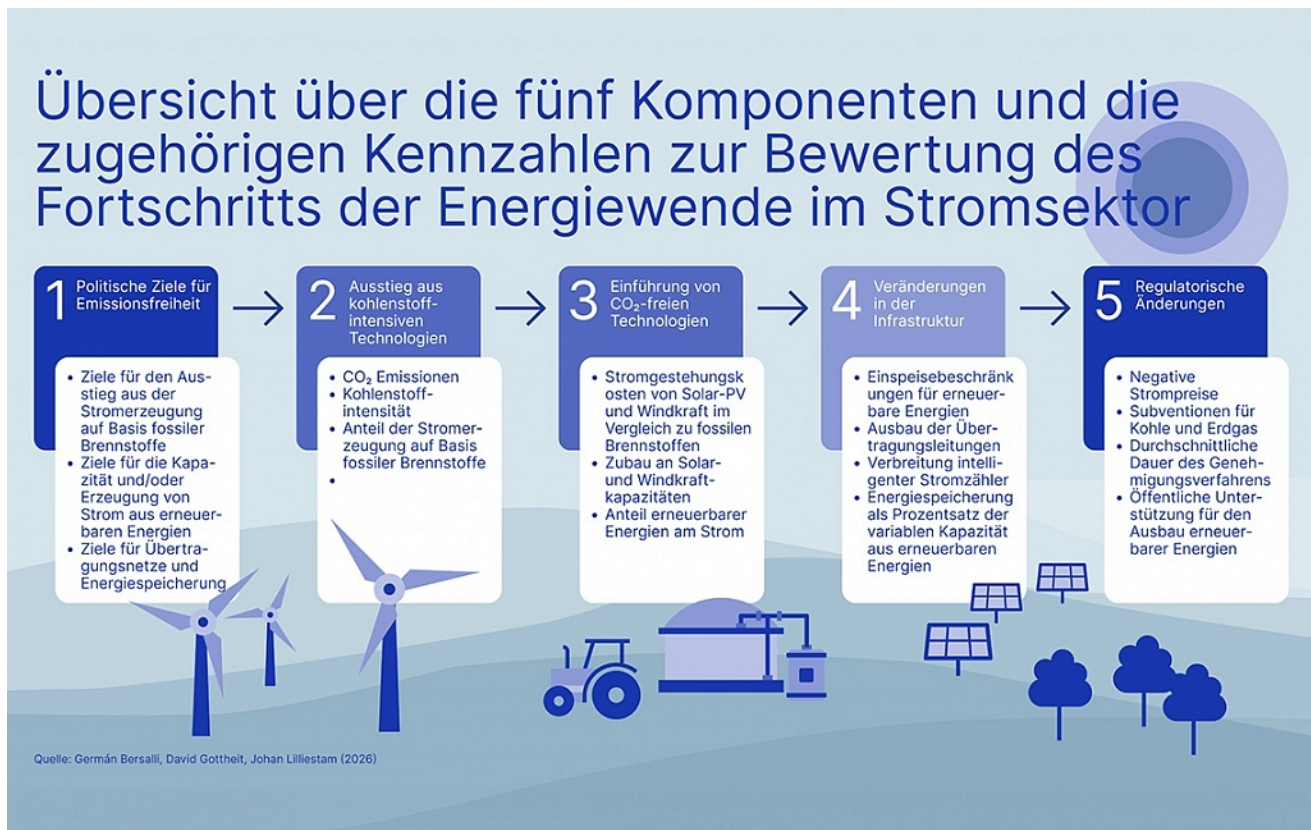 Übersicht über die fünf Komponenten und die
zugehörigen Kennzahlen zur Bewertung des
Fortschritts der Energiewende im Stromsektor
1 Politische Ziele für
Emissionsfreiheit
• Ziele für den Aus-
stieg aus der
Stromerzeugung
auf Basis fossiler
Brennstoffe
• Ziele für die Kapa-
zität und/oder
Erzeugung von
Strom aus erneuer-
baren Energien
• Ziele für Übertra-
gungsnetze und
Energiespeicherung
2 Ausstieg aus
kohlenstoff-
intensiven
Technologien
• CO₂ Emissionen
• Kohlenstoff-
intensität
• Anteil der Stromer-
zeugung auf Basis
fossiler Brennstoffe
•
3 Einführung von
CO₂-freien
Technologien
• Stromgestehungsk
osten von Solar-PV
und Windkraft im
Vergleich zu fossilen
Brennstoffen
• Zubau an Solar-
und Windkraft-
kapazitäten
• Anteil erneuerbarer
Energien am Strom
4 Veränderungen
in der
Infrastruktur
• Einspeisebeschränk
ungen für erneuer-
bare Energien
• Ausbau der Über-
tragungsleitungen
• Verbreitung intelli-
genter Stromzähler
• Energiespeicherung
als Prozentsatz der
variablen Kapazität
aus erneuerbaren
Energien
5 Regulatorische
Änderungen
• Negative
Strompreise
• Subventionen für
Kohle und Erdgas
• Durchschnittliche
Dauer des Geneh-
migungsverfahrens
• Öffentliche Unter-
stützung für den
Ausbau erneuer-
barer Energien
Quelle: Germán Bersalli, David Gottheit, Johan Lilliestam (2026)